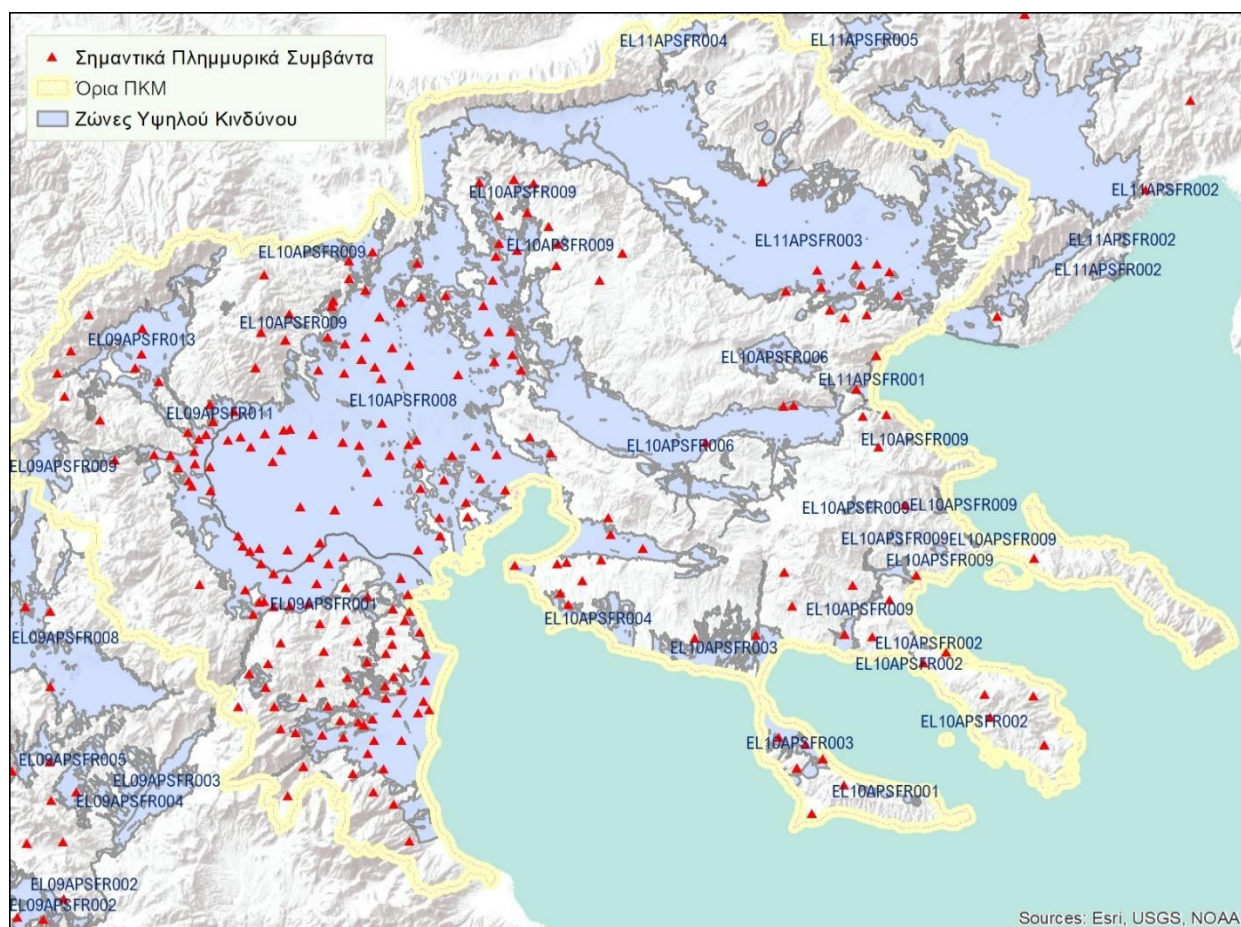 Σημαντικά Πλημμυρικά Συμβάντα
Όρια ΠΚΜ
Ζώνες Υψηλού Κινδύνου
EL11APSFR004
EL11APSFR005
EL10APSFR009
EL11APSFR002
EL10APSFR009
EL10APSFR009
EL11APSFR003
EL11APSFR002
EL11APSFR002
EL10APSFR009
EL09APSFR013
EL10APSFR006
EL11APSFR001
EL10APSFR008
EL09APSFR011
EL10APSFR006
EL10APSFR009
EL09APSFR009
EL10APSFR009
EL10APSFR009
EL10APSFR009
EL10APSFR009
EL10APSFR009
EL09APSFR001
EL10APSFR004
EL10APSFR009
EL09APSFR008
EL10APSFR003
EL10APSFR002
EL10APSFR002
EL10APSFR002
EL10APSFR003
EL09APSFR005
EL09APSFR003
EL09APSFR004
EL10APSFR001
EL09APSFR002
EL09APSFR002
Sources: Esri, USGS, NOAA